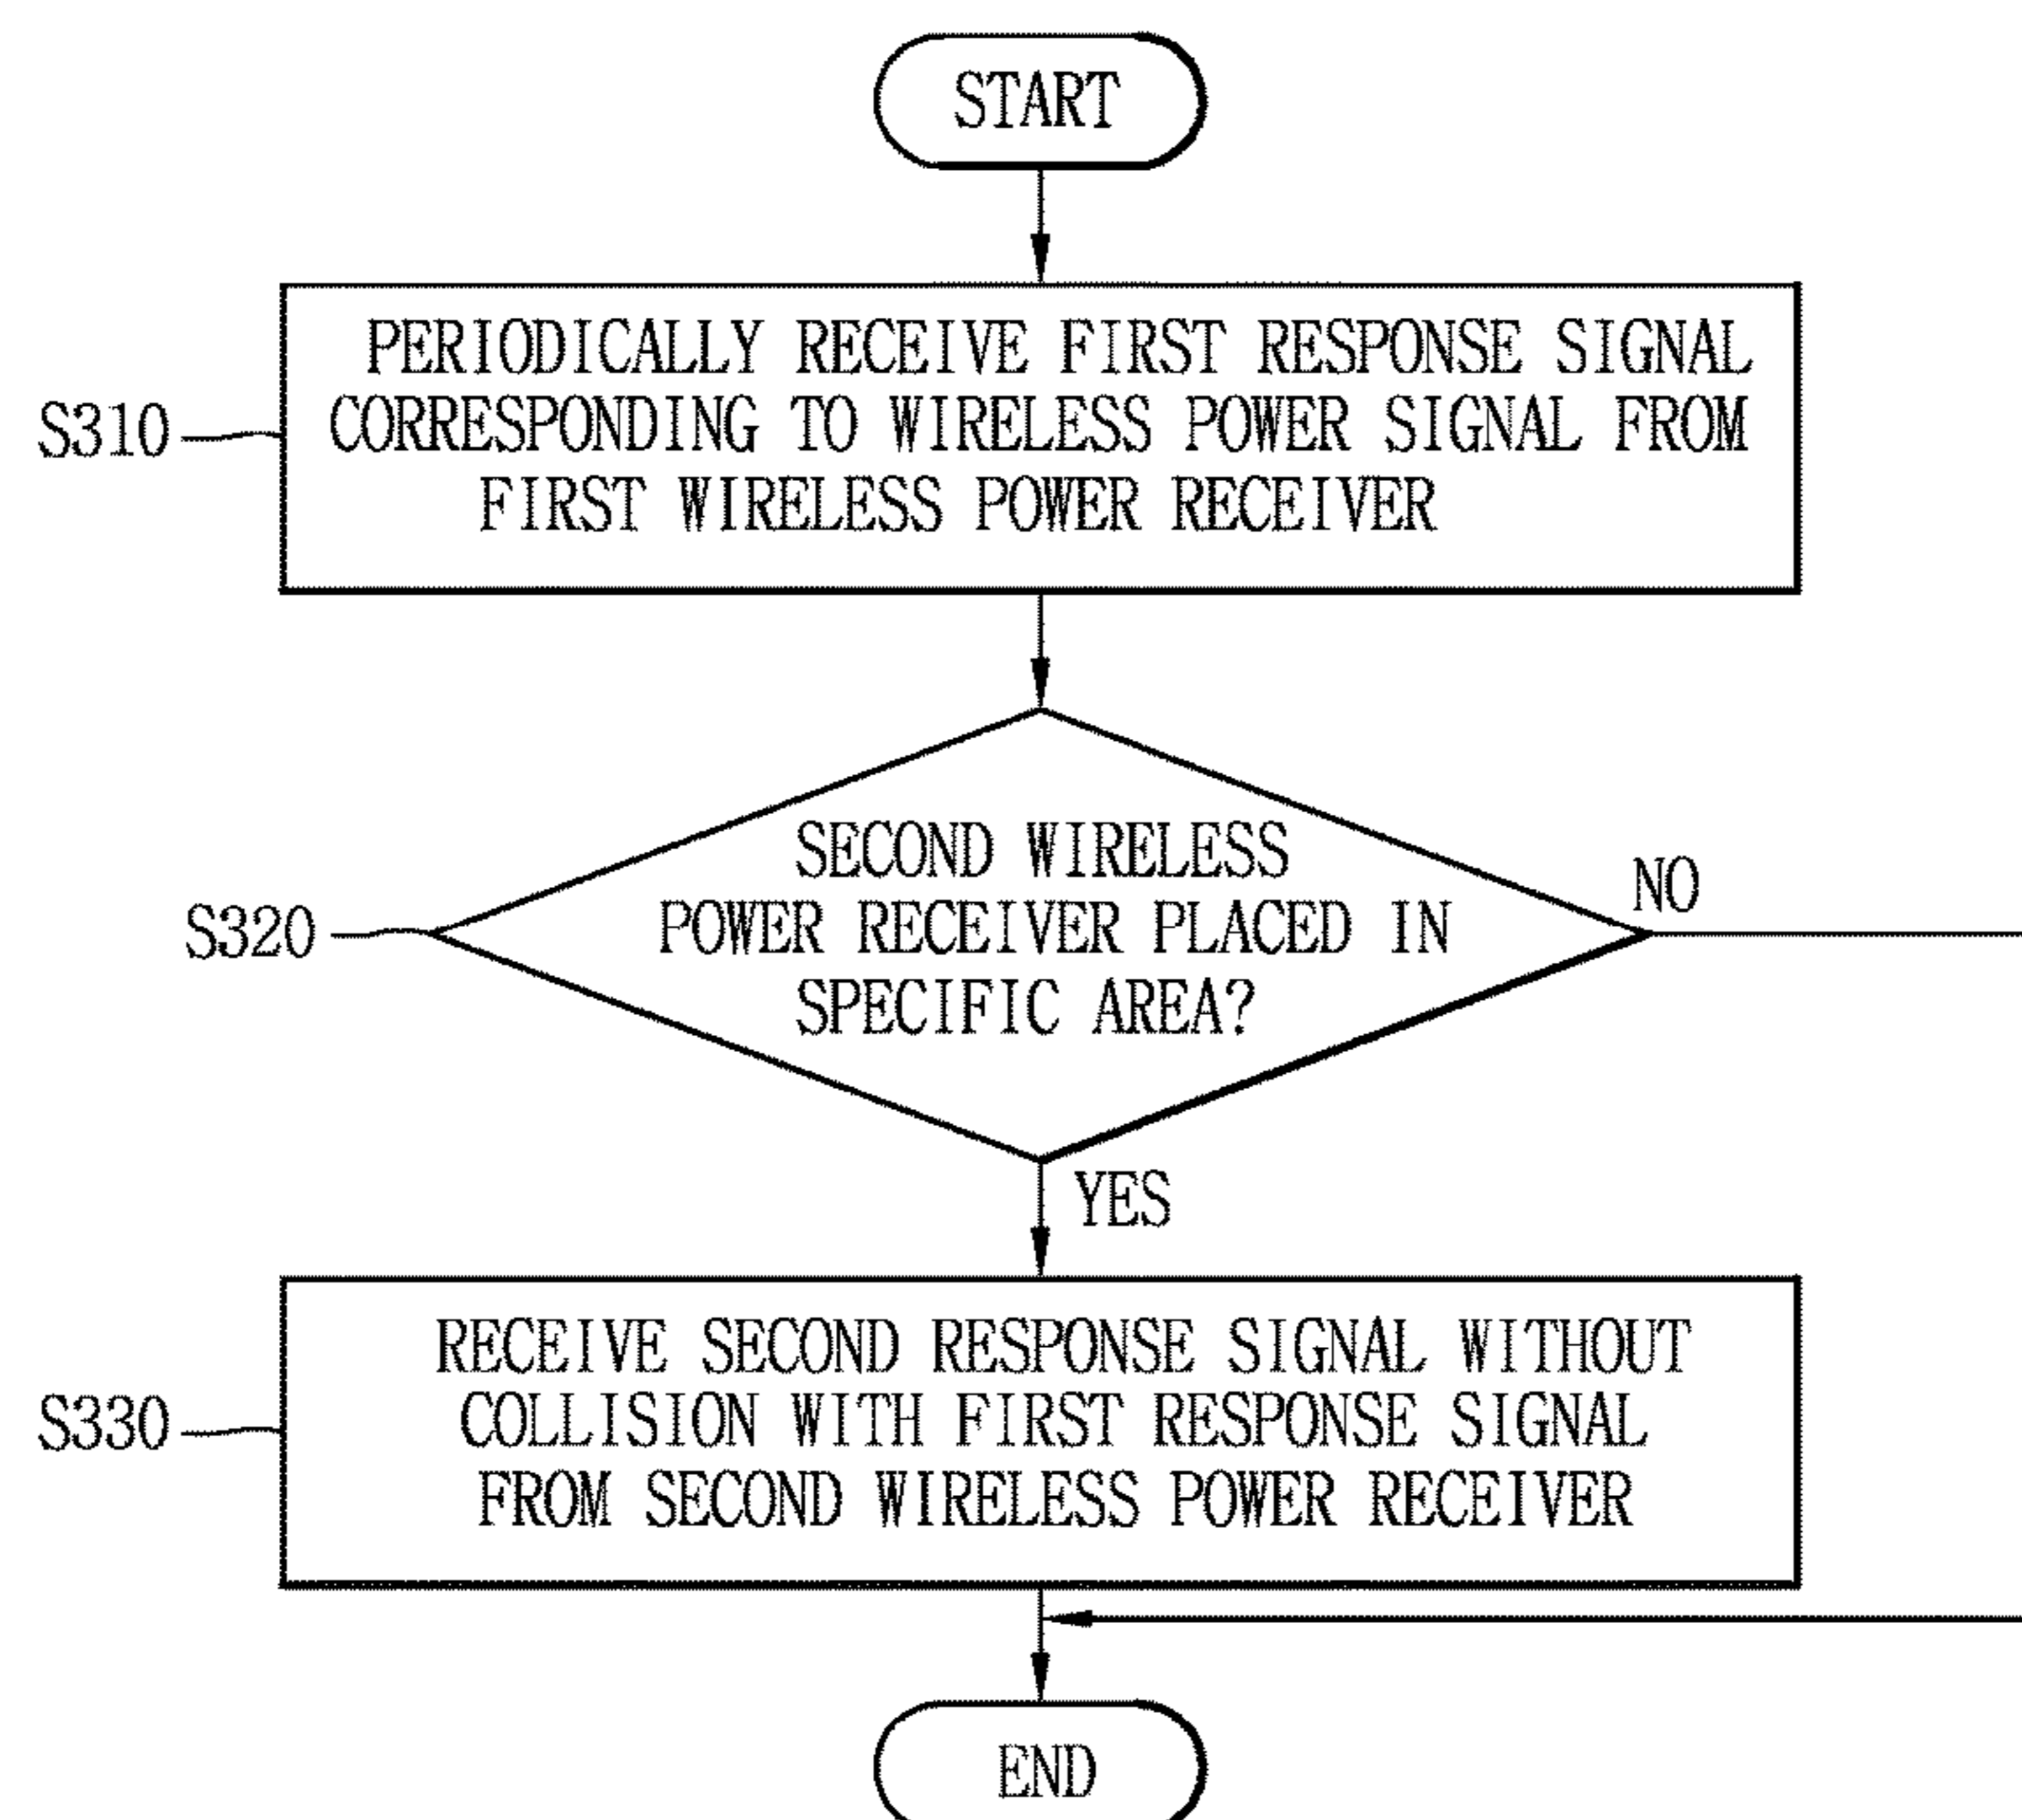 START
PERIODICALLY RECEIVE FIRST RESPONSE SIGNAL
CORRESPONDING TO WIRELESS POWER SIGNAL FROM
FIRST WIRELESS POWER RECEIVER
S310
SECOND WIRELESS
POWER RECEIVER PLACED IN
SPECIFIC AREA?
S320
NO
YES
RECEIVE SECOND RESPONSE SIGNAL WITHOUT
COLLISION WITH FIRST RESPONSE SIGNAL
FROM SECOND WIRELESS POWER RECEIVER
S330
END